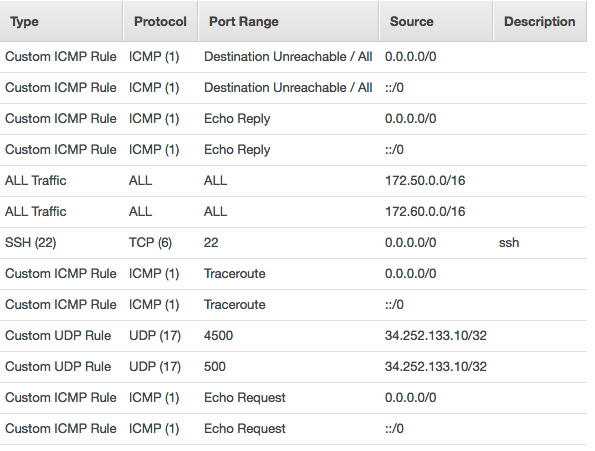 Type Protocol Port Range Source Description
Custom ICMP Rule ICMP (1) Destination Unreachable / All 0.0.0.0/0
Custom ICMP Rule ICMP (1) Destination Unreachable / All ::/0
Custom ICMP Rule ICMP (1) Echo Reply 0.0.0.0/0
Custom ICMP Rule ICMP (1) Echo Reply ::/0
ALL Traffic ALL ALL 172.50.0.0/16
ALL Traffic ALL ALL 172.60.0.0/16
SSH (22) TCP (6) 22 0.0.0.0/0 ssh
Custom ICMP Rule ICMP (1) Traceroute 0.0.0.0/0
Custom ICMP Rule ICMP (1) Traceroute ::/0
Custom UDP Rule UDP (17) 4500 34.252.133.10/32
Custom UDP Rule UDP (17) 500 34.252.133.10/32
Custom ICMP Rule ICMP (1) Echo Request 0.0.0.0/0
Custom ICMP Rule ICMP (1) Echo Request ::/0